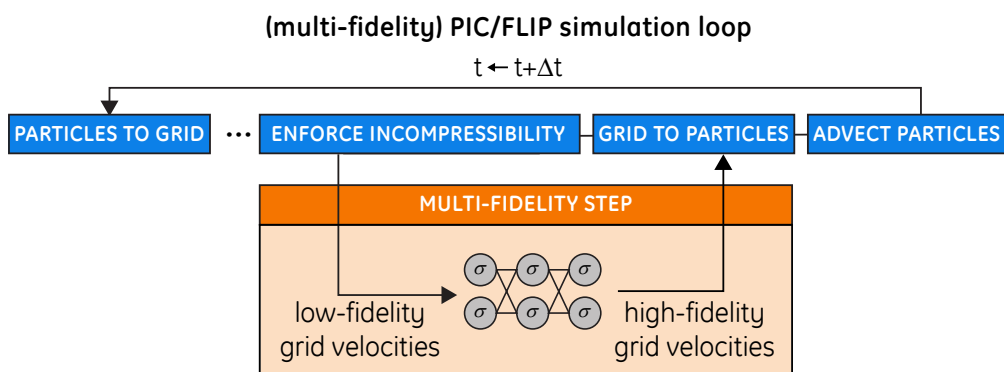 (multi-fidelity) PIC/FLIP simulation loop
t ← t+Δt
PARTICLES TO GRID ••• ENFORCE INCOMPRESSIBILITY GRID TO PARTICLES ADVECT PARTICLES
MULTI-FIDELITY STEP
σ σ σ
σ σ σ
low-fidelity high-fidelity
grid velocities grid velocities